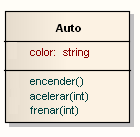 Auto
color: string
encender()
acelerar(int)
frenar(int)